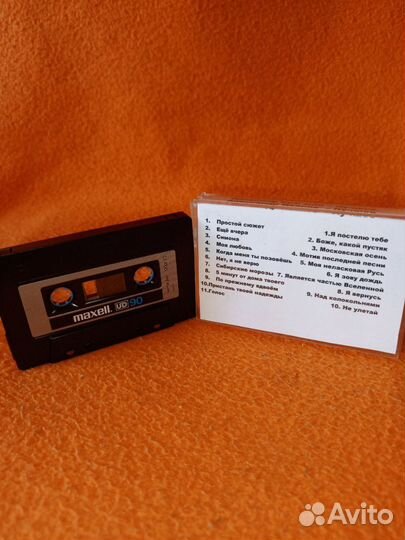 1. Простой сюжет
2. Ещё вчера
3. Симона
4. Моя любовь
5. Когда меня ты позовёшь
6. Нет, я не верю
7. Сибирские морозы
8. 5 минут от дома твоего
9. По прежнему вдвоём
10.Пристань твоей надежды
11.Голос
1.Я постелю тебе
2. Боже, какой пустяк
3. Московская осень
4. Мотив последней песни
5. Моя неласковая Русь
6. Я зову дождь
7. Является частью Вселенной
8. Я вернусь
9. Над колокольнями
10. Не улетай
maxell. UD 90
Avito